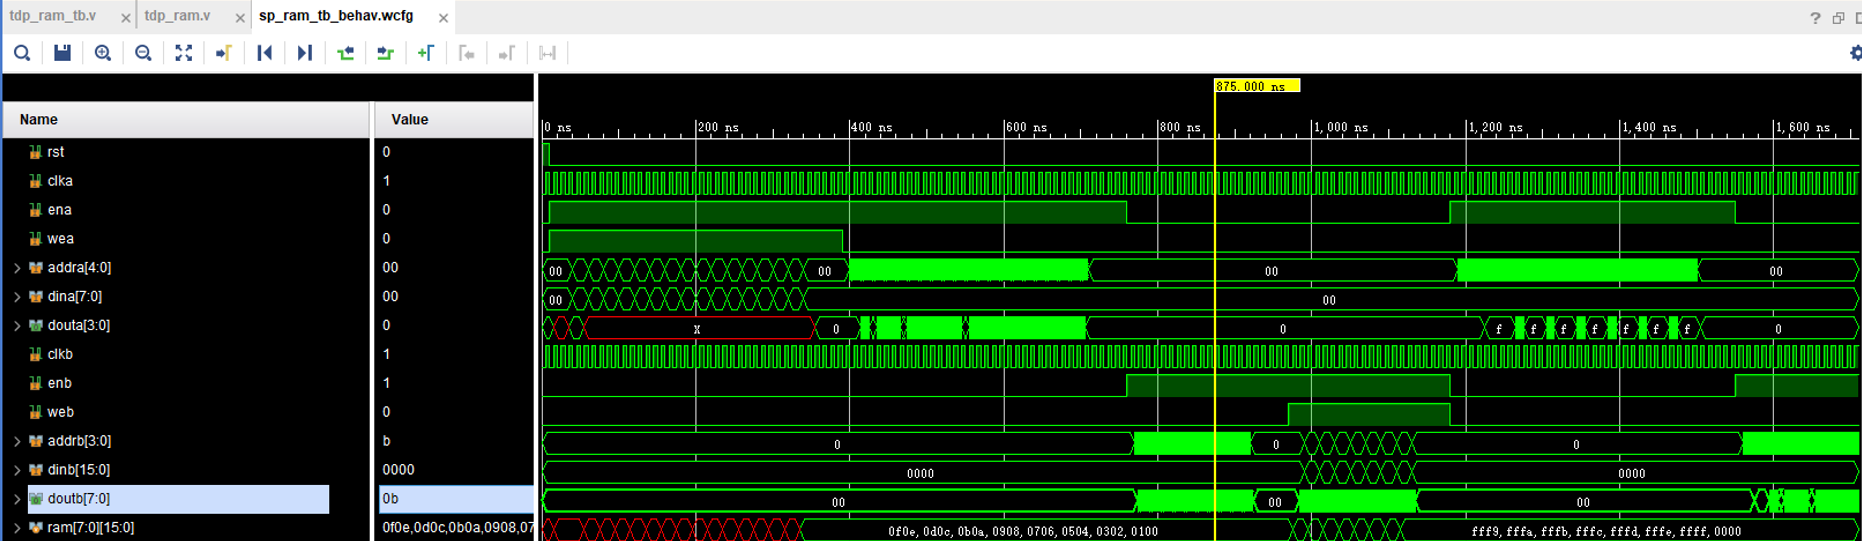 tdp_ram_tb.v × tdp_ram.v × sp_ram_tb_behav.wcfg ×
?
875.000 ns
Name Value
0 ns 200 ns 400 ns 600 ns 800 ns 1,000 ns 1,200 ns 1,400 ns 1,600 ns
rst 0
clka 1
ena 0
wea 0
addra[4:0] 00 00 00 00 00
dina[7:0] 00 00 00
douta[3:0] 0 X 0 0 f f f f f f f 0
clkb 1
enb 1
web 0
addrb[3:0] b 0 0 0
dinb[15:0] 0000 0000 0000
doutb[7:0] 0b 00 00 00
ram[7:0][15:0] 0f0e,0d0c,0b0a,0908,07 0f0e, 0d0c, 0b0a, 0908, 0706, 0504, 0302, 0100 fff9, fffa, fffb, fffc, fffd, fffe, ffff, 0000